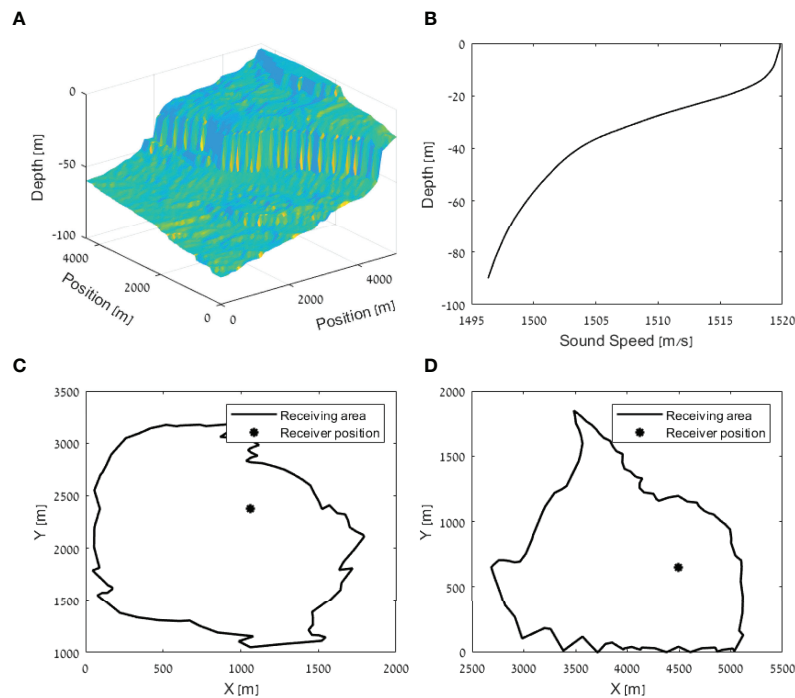 A
0
-50
-100
Depth [m]
4000
2000
0
Position [m]
0
2000
4000
Position [m]
B
0
-20
-40
-60
-80
-100
Depth [m]
1495
1500
1505
1510
1515
1520
Sound Speed [m/s]
C
3500
3000
2500
2000
1500
1000
Y [m]
Receiving area
Receiver position
0
500
1000
1500
2000
X [m]
D
2000
1500
1000
500
0
Y [m]
Receiving area
Receiver position
2500
3000
3500
4000
4500
5000
5500
X [m]